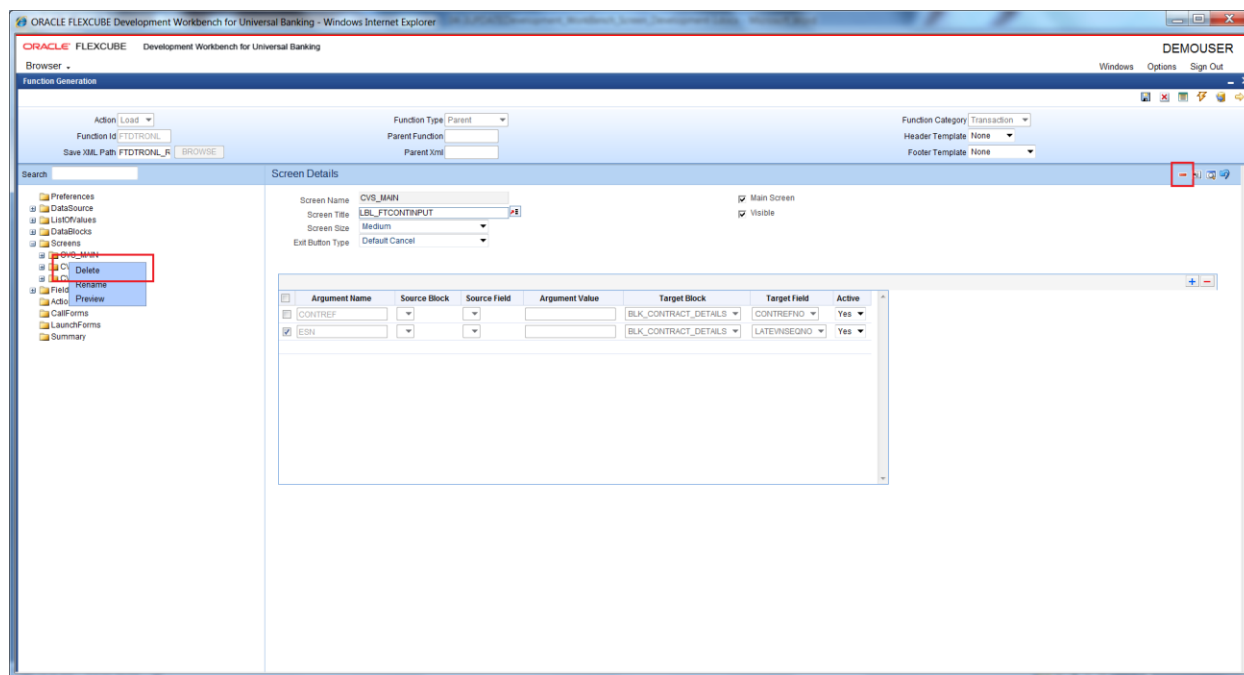 ORACLE FLEXCUBE Development Workbench for Universal Banking - Windows Internet Explorer
ORACLE FLEXCUBE Development Workbench for Universal Banking
DEMOUSER
Browser
Windows Options Sign Out
Function Generation
Action Load Function Type Parent Function Category Transaction
Function Id FTDTRONL Parent Function Header Template None
Save XML Path FTDTRONL_R BROWSE Parent Xml Footer Template None
Search Screen Details
Preferences
DataSource
ListOfValues
DataBlocks
Screens
CVS_MAIN
Delete
Rename
Field
Preview
CallForms
LaunchForms
Summary
Screen Name CVS_MAIN Main Screen
Screen Title LBL_FTCONTINPUT Visible
Screen Size Medium
Exit Button Type Default Cancel
Argument Name Source Block Source Field Argument Value Target Block Target Field Active
CONTREF BLK_CONTRACT_DETAILS CONTREFNO Yes
ESN BLK_CONTRACT_DETAILS LATEVNSEQNO Yes